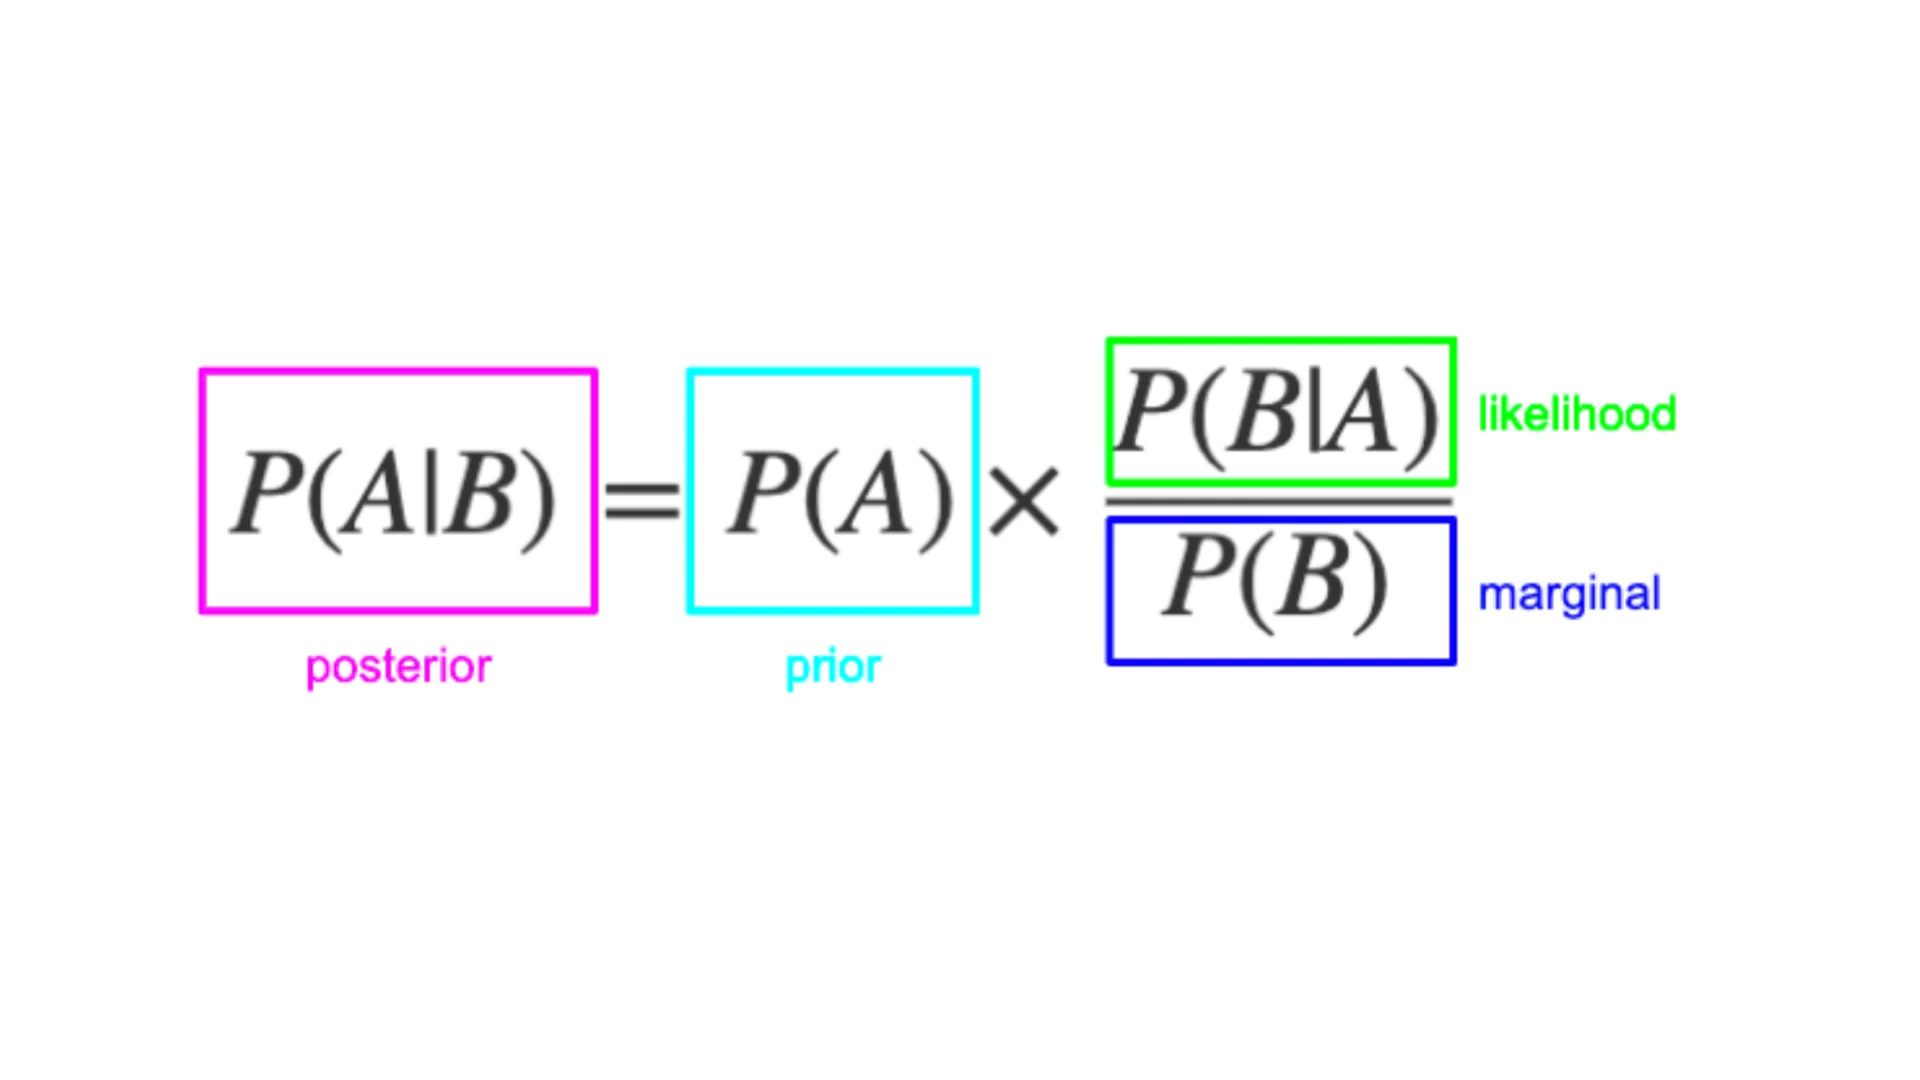 P(A|B) = P(A) × P(B|A) / P(B)
likelihood
marginal
posterior
prior